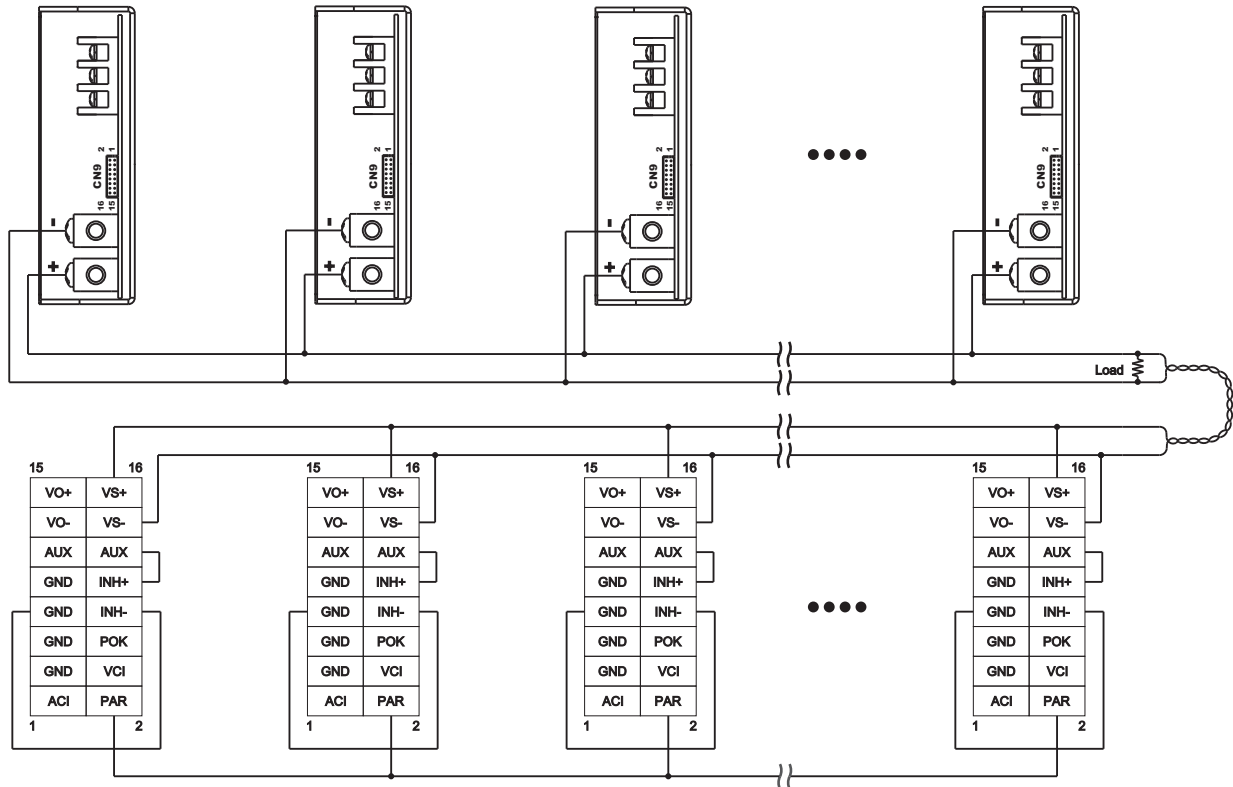 2 1
CN9
16 15
-
+
2 1
CN9
16 15
-
+
2 1
CN9
16 15
-
+
2 1
CN9
16 15
-
+
Load
15 16
VO+ VS+
VO- VS-
AUX AUX
GND INH+
GND INH-
GND POK
GND VCI
ACI PAR
1 2
15 16
VO+ VS+
VO- VS-
AUX AUX
GND INH+
GND INH-
GND POK
GND VCI
ACI PAR
1 2
15 16
VO+ VS+
VO- VS-
AUX AUX
GND INH+
GND INH-
GND POK
GND VCI
ACI PAR
1 2
15 16
VO+ VS+
VO- VS-
AUX AUX
GND INH+
GND INH-
GND POK
GND VCI
ACI PAR
1 2